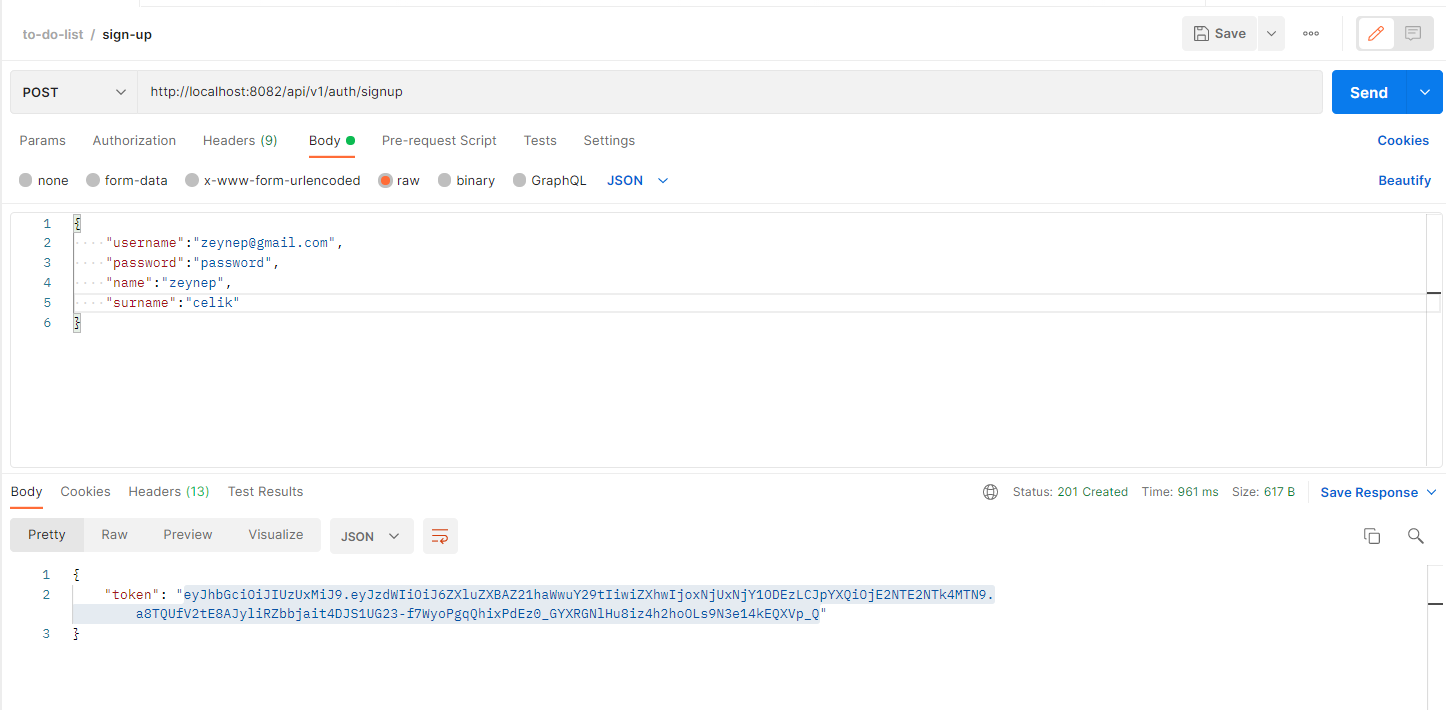 to-do-list / sign-up
Save
POST
http://localhost:8082/api/v1/auth/signup
Send
Params Authorization Headers (9) Body Pre-request Script Tests Settings Cookies
none form-data x-www-form-urlencoded raw binary GraphQL JSON Beautify
1 {
2 "username":"zeynep@gmail.com",
3 "password":"password",
4 "name":"zeynep",
5 "surname":"celik"
6 }
Body Cookies Headers (13) Test Results Status: 201 Created Time: 961 ms Size: 617 B Save Response
Pretty Raw Preview Visualize JSON
1 {
2 "token": "eyJhbGciOiJIUzUxMiJ9.eyJzdWIiOiJ6ZXluZXBAZ21haWwuY29tIiwiZXhwIjoxNjUxNjY1ODEzLCJpYXQiOjE2NTE2NTk4MTN9.
a8TQUfV2tE8AJyliRZbbjait4DJS1UG23-f7WyoPgqQhixPdEz0_GYXRGNlHu8iz4h2hoOLs9N3e14kEQXVp_Q"
3 }